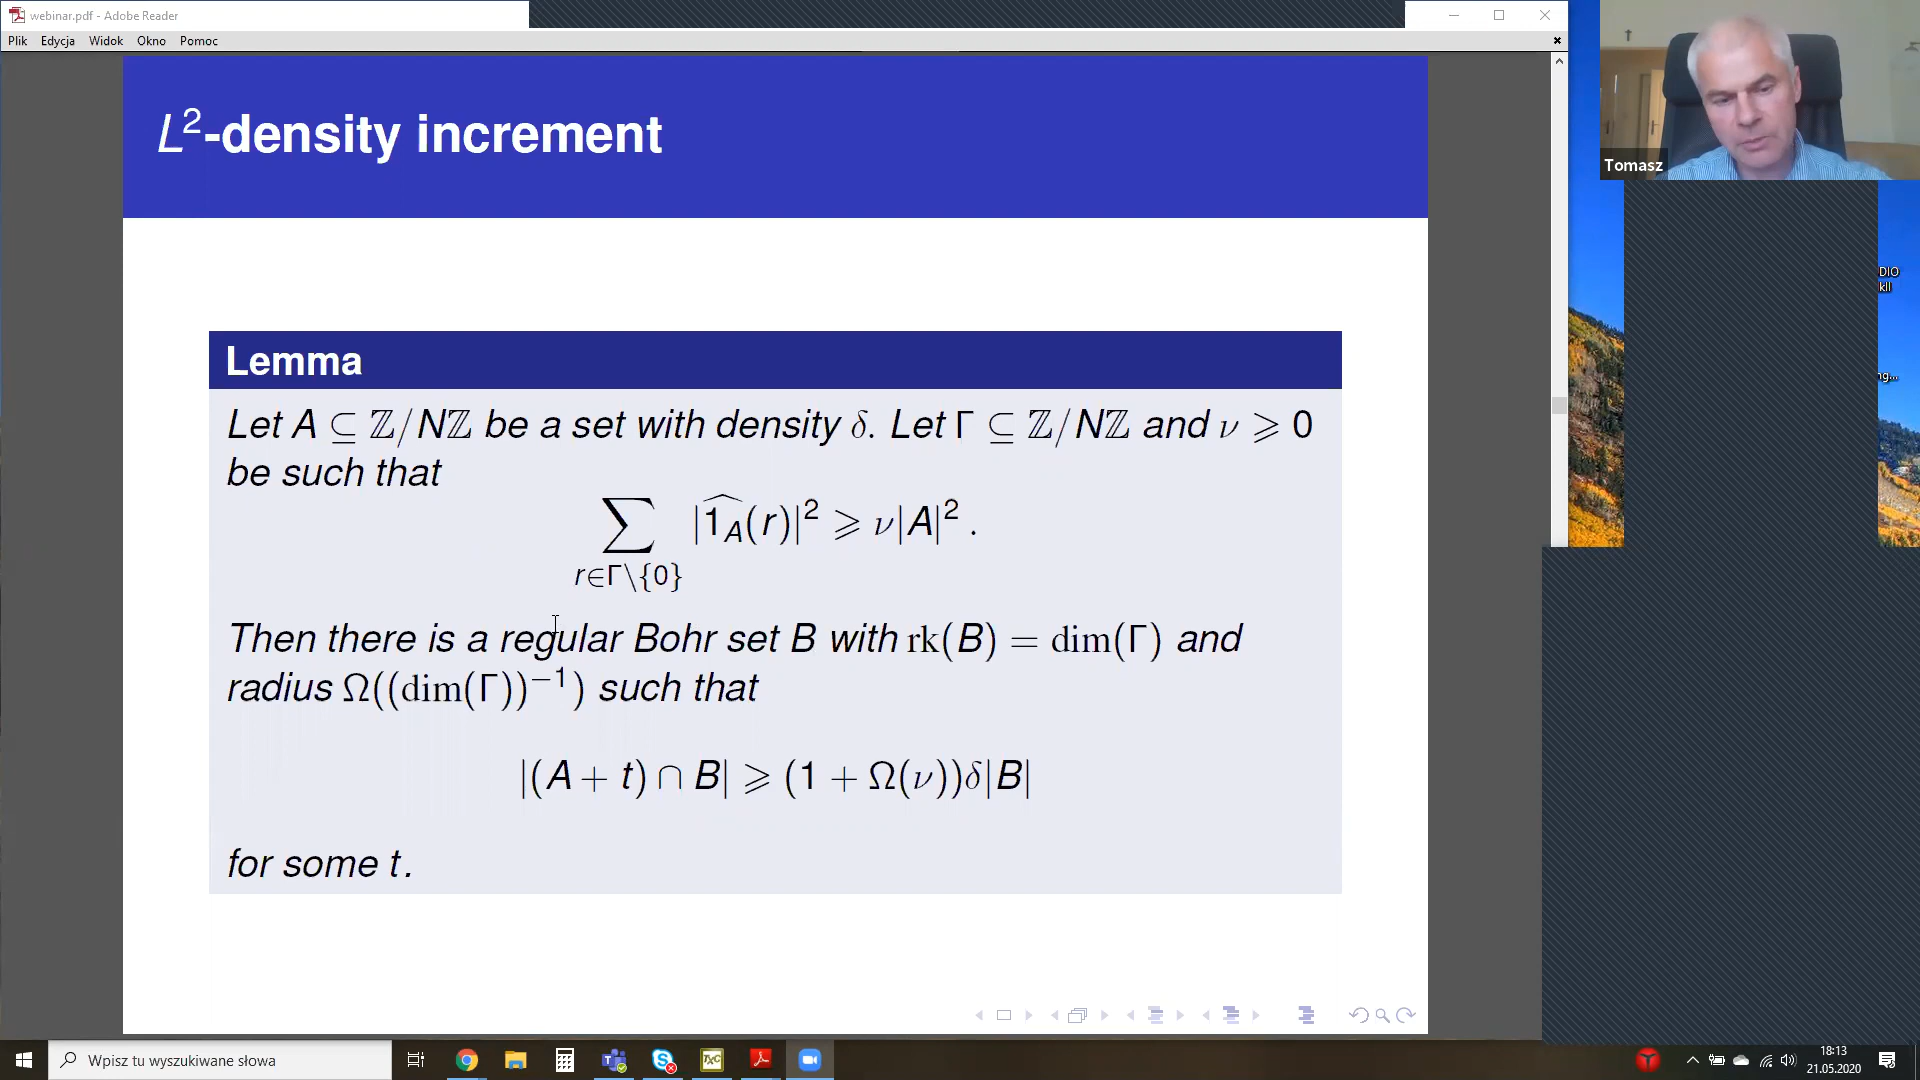 webinar.pdf - Adobe Reader
Plik Edycja Widok Okno Pomoc
L²-density increment
Lemma
Let A ⊆ ℤ/Nℤ be a set with density δ. Let Γ ⊆ ℤ/Nℤ and ν ⩾ 0
be such that
∑_{r∈Γ\{0}} |\widehat{1_A}(r)|² ⩾ ν|A|² .
Then there is a regular Bohr set B with rk(B) = dim(Γ) and
radius Ω((dim(Γ))⁻¹) such that
|(A + t) ∩ B| ⩾ (1 + Ω(ν))δ|B|
for some t.
Tomasz
DIO
kll
ng...
Wpisz tu wyszukiwane słowa
18:13
21.05.2020